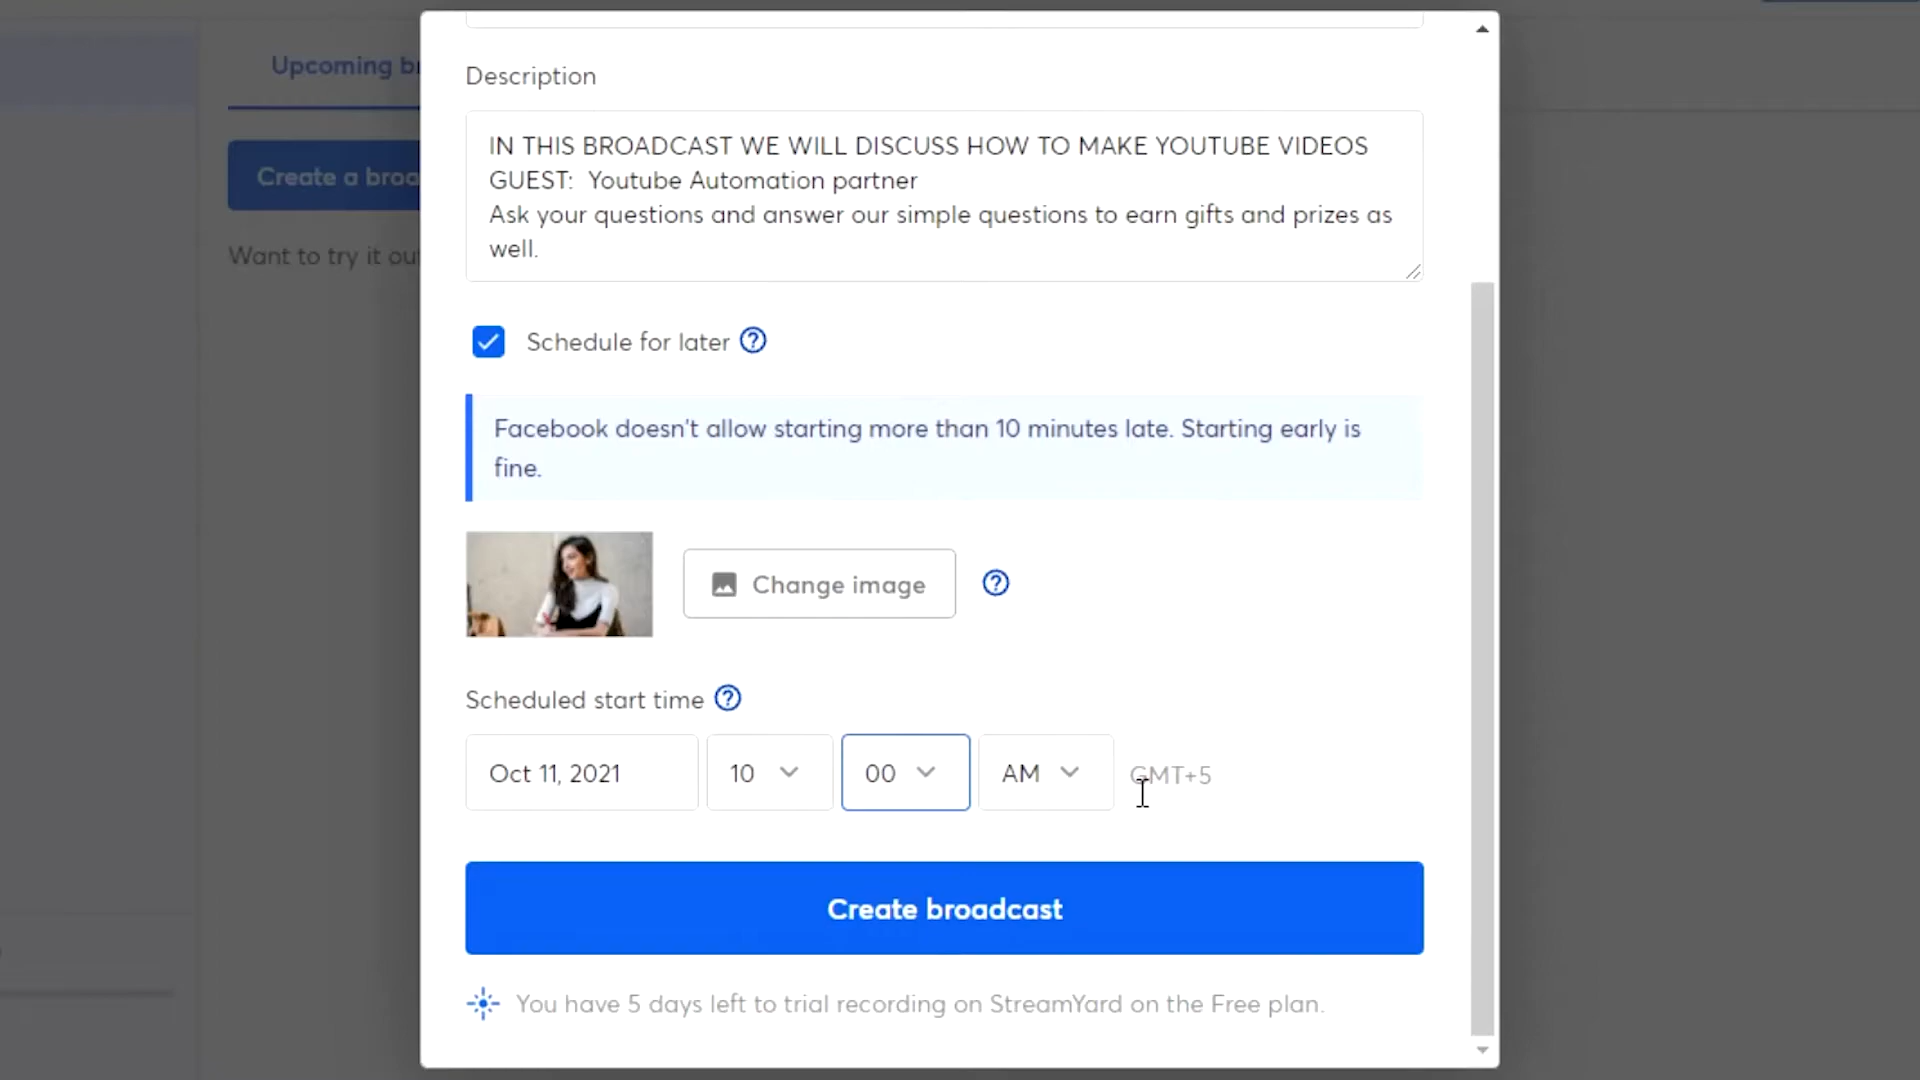 Upcoming br
Create a broa
Want to try it ou
Description
IN THIS BROADCAST WE WILL DISCUSS HOW TO MAKE YOUTUBE VIDEOS
GUEST:  Youtube Automation partner
Ask your questions and answer our simple questions to earn gifts and prizes as
well.
Schedule for later
Facebook doesn't allow starting more than 10 minutes late. Starting early is
fine.
Change image
Scheduled start time
Oct 11, 2021 10 00 AM GMT+5
Create broadcast
You have 5 days left to trial recording on StreamYard on the Free plan.